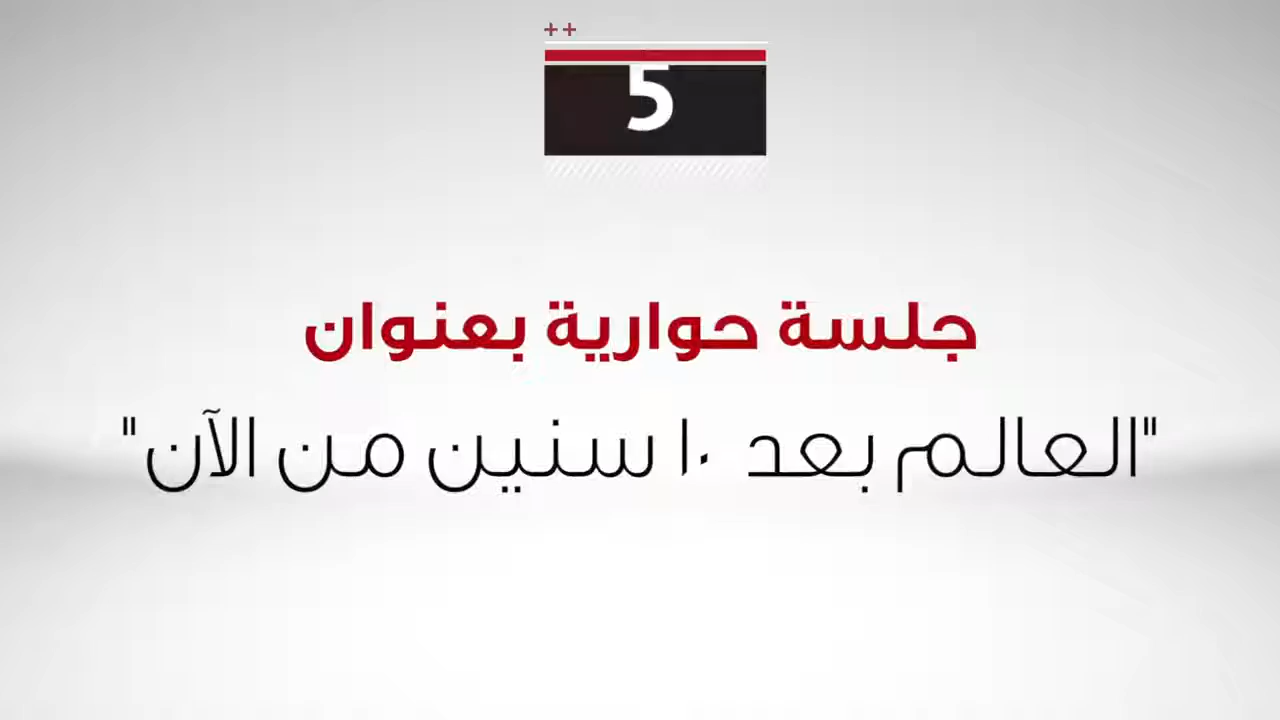 5
جلسة حوارية بعنوان
"العالم بعد ١٠ سنين من الآن"